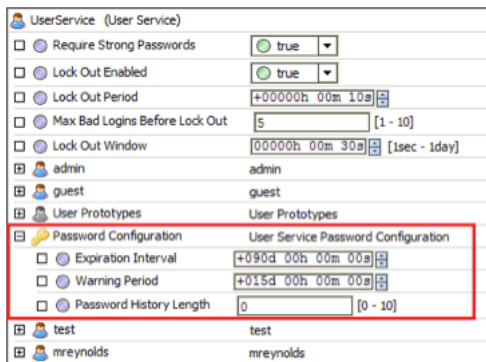 UserService (User Service)
Require Strong Passwords true
Lock Out Enabled true
Lock Out Period +00000h 00m 10s
Max Bad Logins Before Lock Out 5 [1 - 10]
Lock Out Window 00000h 00m 30s [1sec - 1day]
admin admin
guest guest
User Prototypes User Prototypes
Password Configuration User Service Password Configuration
Expiration Interval +090d 00h 00m 00s
Warning Period +015d 00h 00m 00s
Password History Length 0 [0 - 10]
test test
mreynolds mreynolds